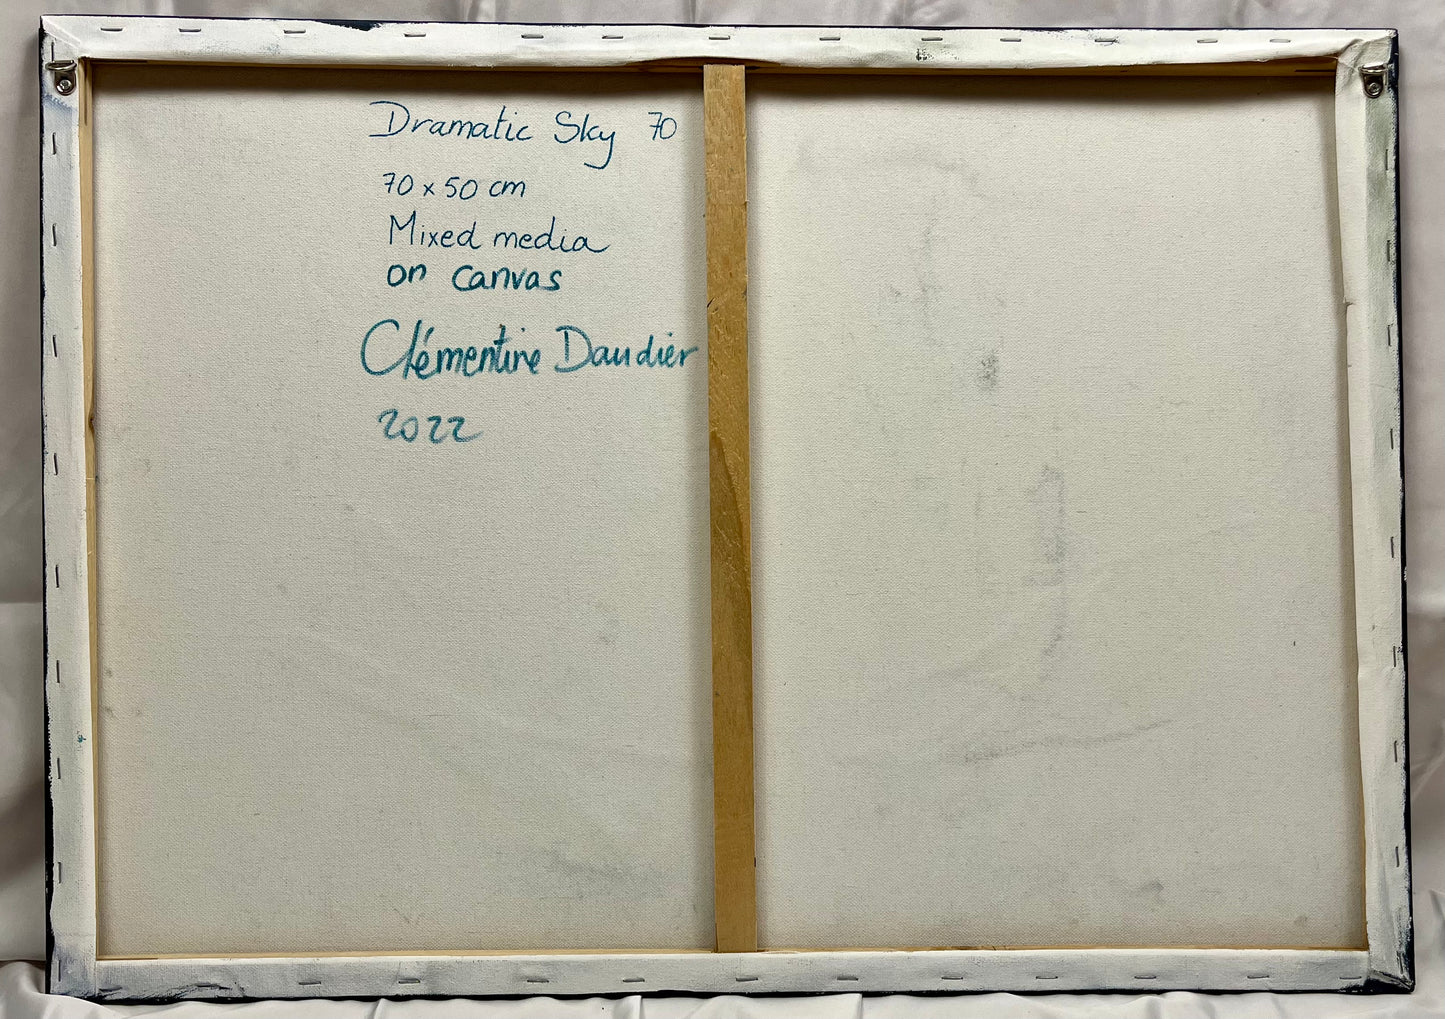 Dramatic Sky 70
70 x 50 cm
Mixed media
on canvas
Clémentine Daudier
2022